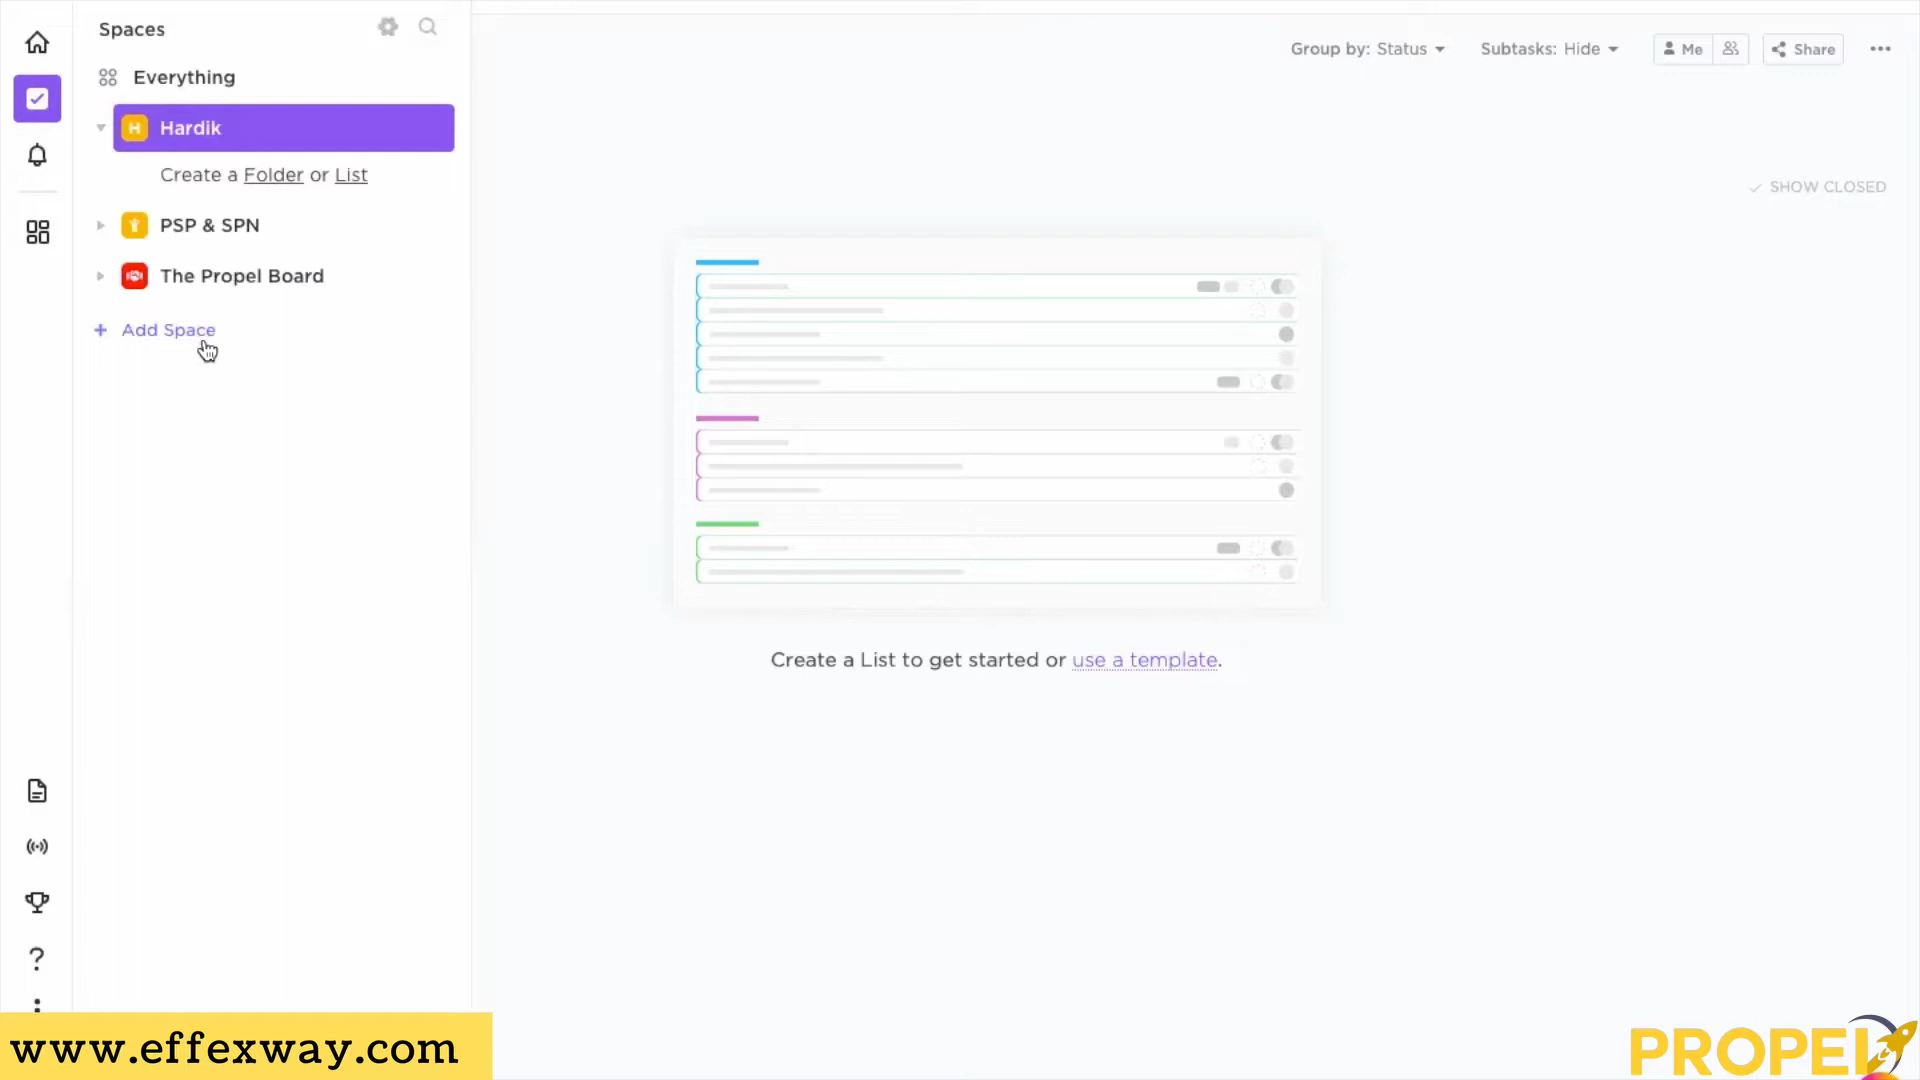 Spaces
Group by: Status
Subtasks: Hide
Me
Share
Everything
H Hardik
Create a Folder or List
SHOW CLOSED
PSP & SPN
The Propel Board
+ Add Space
Create a List to get started or use a template.
?
www.effexway.com
PROPEL